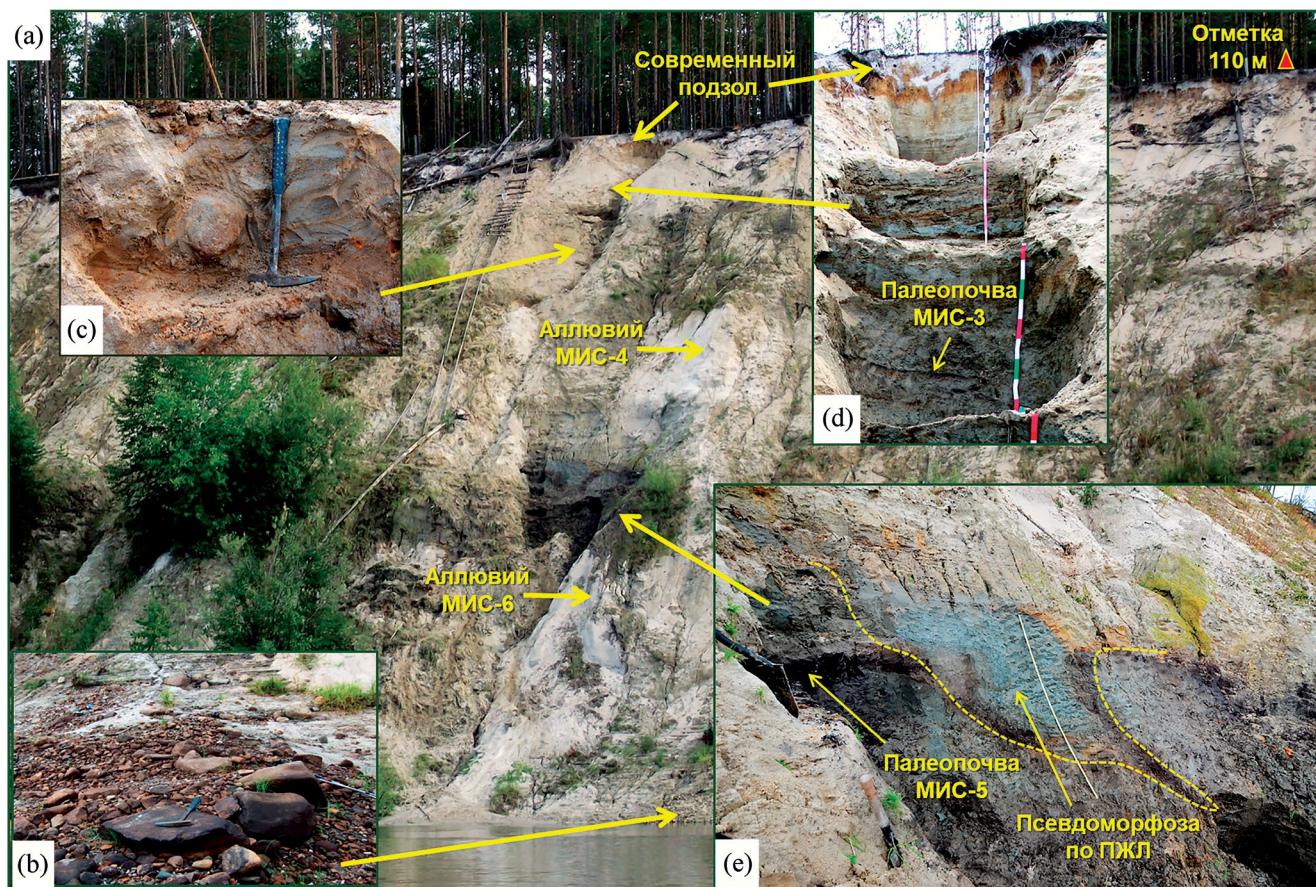 (a)
Современный
подзол
Отметка
110 м
(c)
Аллювий
МИС-4
Палеопочва
МИС-3
(d)
Аллювий
МИС-6
(b)
Палеопочва
МИС-5
Псевдоморфоза
по ПЖЛ
(e)